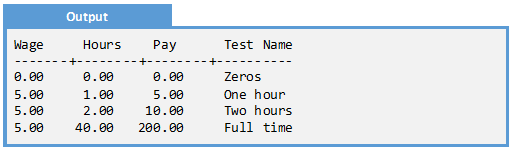 Output
Wage     Hours    Pay      Test Name
-------+--------+--------+----------
0.00     0.00     0.00     Zeros
5.00     1.00     5.00     One hour
5.00     2.00    10.00     Two hours
5.00    40.00   200.00     Full time